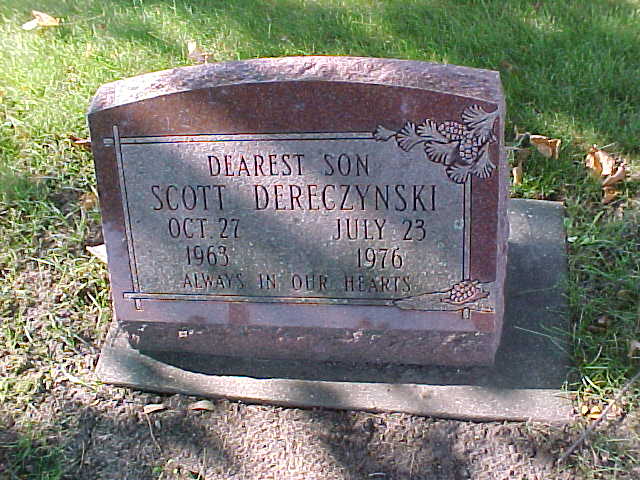 DEAREST SON
SCOTT DERECZYNSKI
OCT 27 JULY 23
1963 1976
ALWAYS IN OUR HEARTS